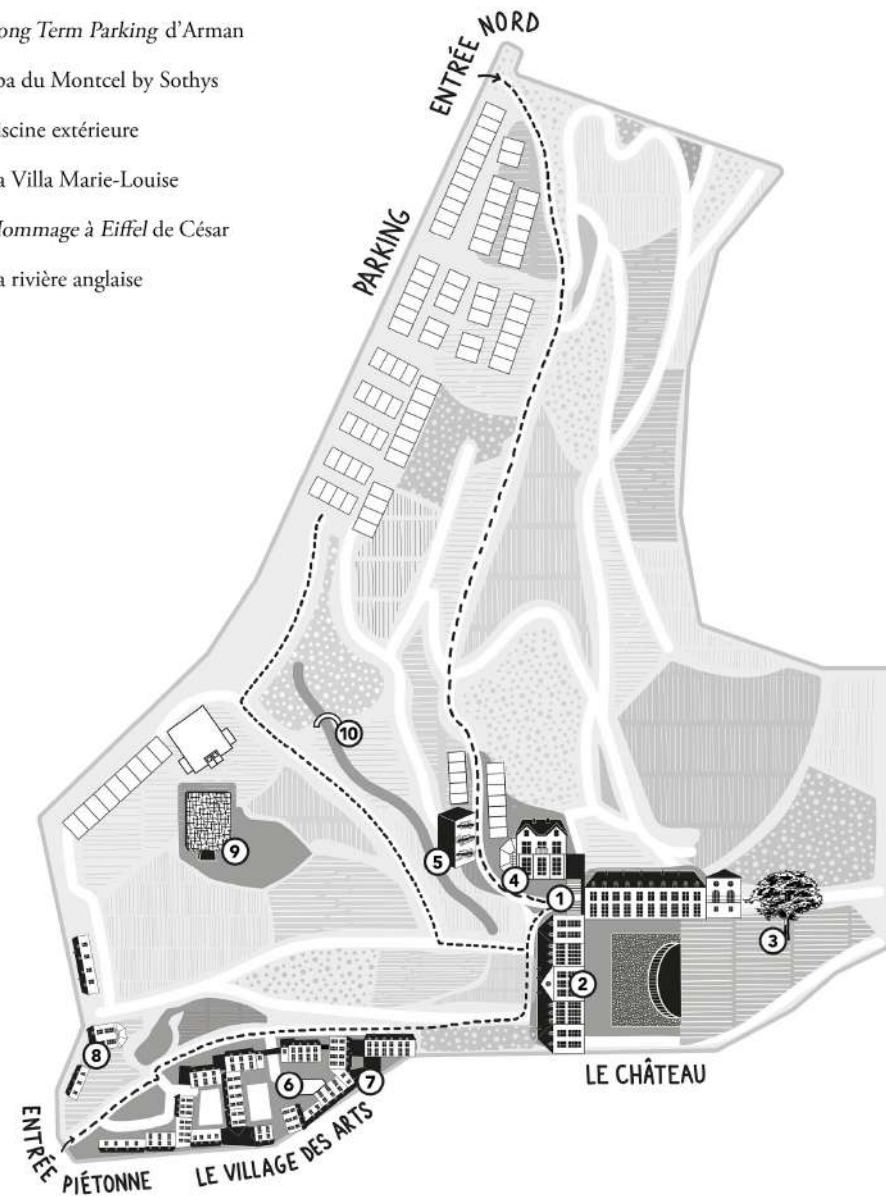 ong Term Parking d'Arman
pa du Montcel by Sothys
iscine extérieure
a Villa Marie-Louise
Hommage à Eiffel de César
a rivière anglaise
ENTRÉE NORD
PARKING
10
9
5
4
1
3
2
8
6
7
LE CHÂTEAU
ENTRÉE PIÉTONNE
LE VILLAGE DES ARTS